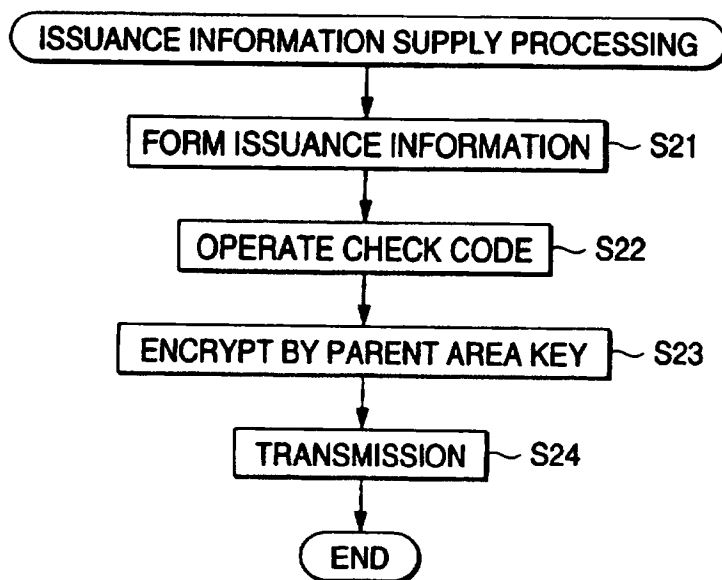 ISSUANCE INFORMATION SUPPLY PROCESSING
FORM ISSUANCE INFORMATION S21
OPERATE CHECK CODE S22
ENCRYPT BY PARENT AREA KEY S23
TRANSMISSION S24
END